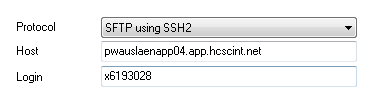 Protocol SFTP using SSH2
Host pwauslaenapp04.app.hcscint.net
Login x6193028